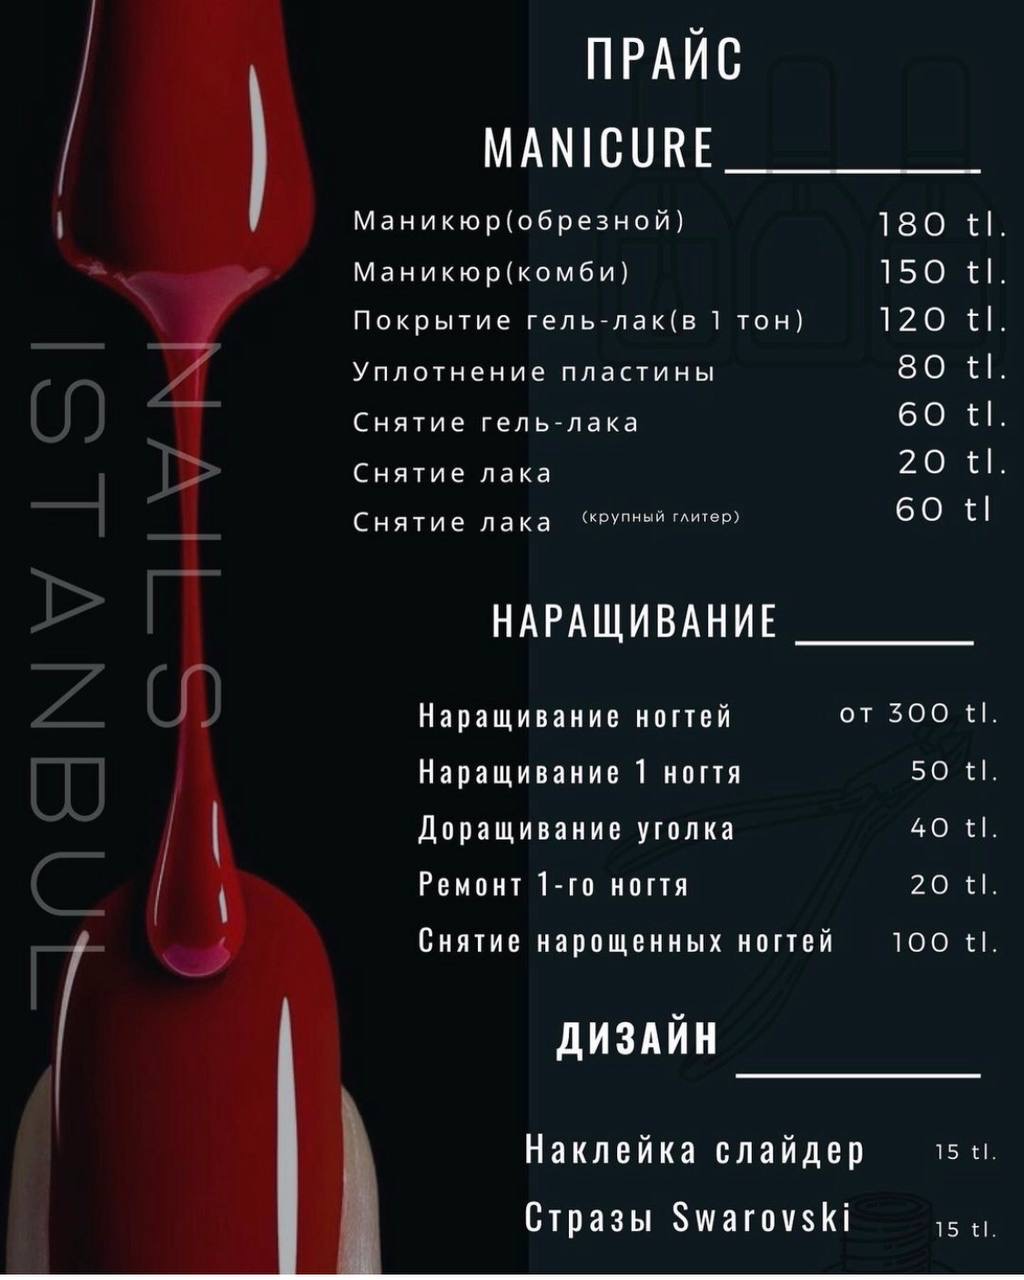 ПРАЙС
MANICURE
Маникюр(обрезной) 180 tl.
Маникюр(комби) 150 tl.
Покрытие гель-лак(в 1 тон) 120 tl.
Уплотнение пластины 80 tl.
Снятие гель-лака 60 tl.
Снятие лака 20 tl.
Снятие лака (крупный глитер) 60 tl
НАРАЩИВАНИЕ
Наращивание ногтей от 300 tl.
Наращивание 1 ногтя 50 tl.
Доращивание уголка 40 tl.
Ремонт 1-го ногтя 20 tl.
Снятие нарощенных ногтей 100 tl.
ДИЗАЙН
Наклейка слайдер 15 tl.
Стразы Swarovski 15 tl.
NAILS
ISTANBUL